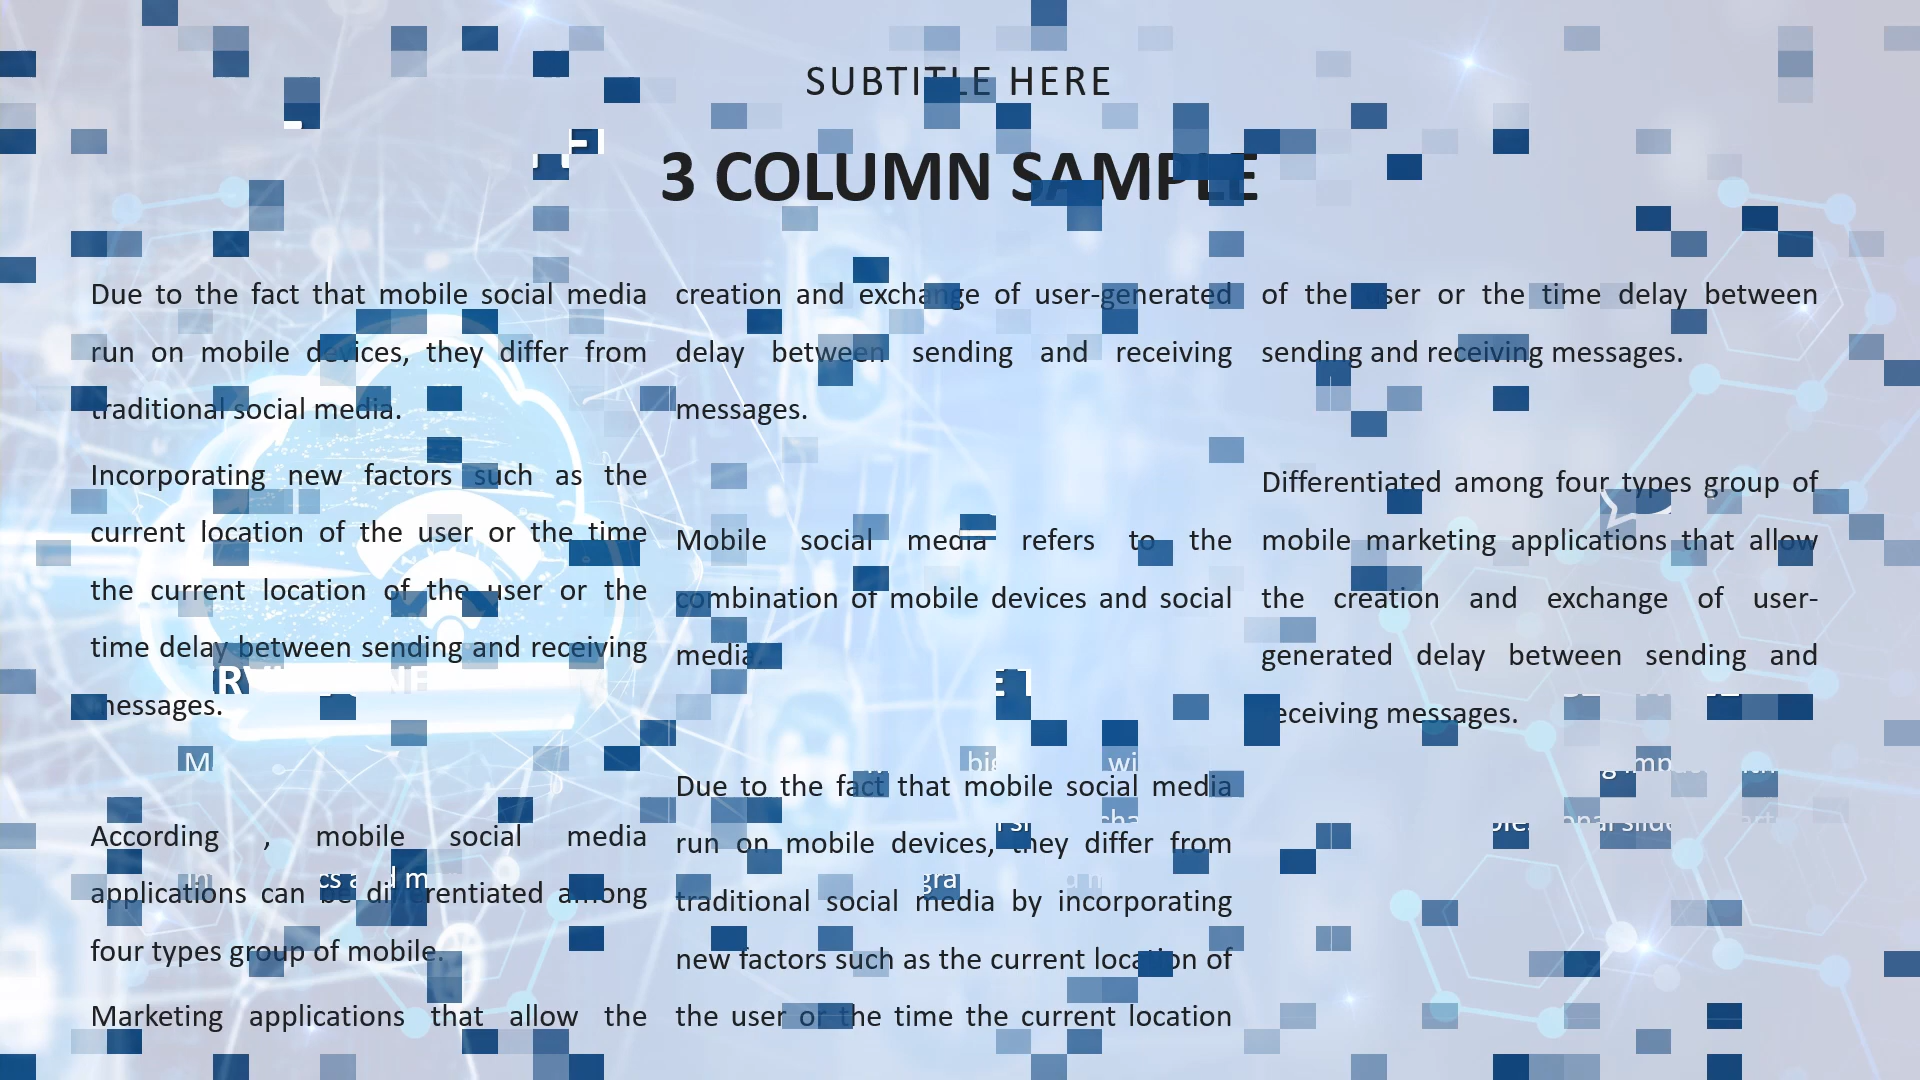 SUBTITLE HERE
3 COLUMN SAMPLE
Due to the fact that mobile social media
run on mobile devices, they differ from
traditional social media.
Incorporating new factors such as the
current location of the user or the time
the current location of the user or the
time delay between sending and receiving
messages.
According , mobile social media
applications can be differentiated among
four types group of mobile.
Marketing applications that allow the
creation and exchange of user-generated
delay between sending and receiving
messages.
Mobile social media refers to the
combination of mobile devices and social
media.
Due to the fact that mobile social media
run on mobile devices, they differ from
traditional social media by incorporating
new factors such as the current location of
the user or the time the current location
of the user or the time delay between
sending and receiving messages.
Differentiated among four types group of
mobile marketing applications that allow
the creation and exchange of user-
generated delay between sending and
receiving messages.